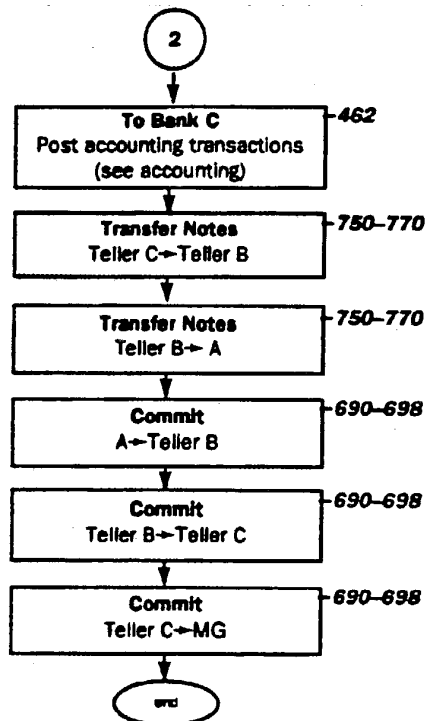 2
To Bank C 462
Post accounting transactions
(see accounting)
Transfer Notes 750–770
Teller C→Teller B
Transfer Notes 750–770
Teller B→ A
Commit 690–698
A→Teller B
Commit 690–698
Teller B→Teller C
Commit 690–698
Teller C→MG
end